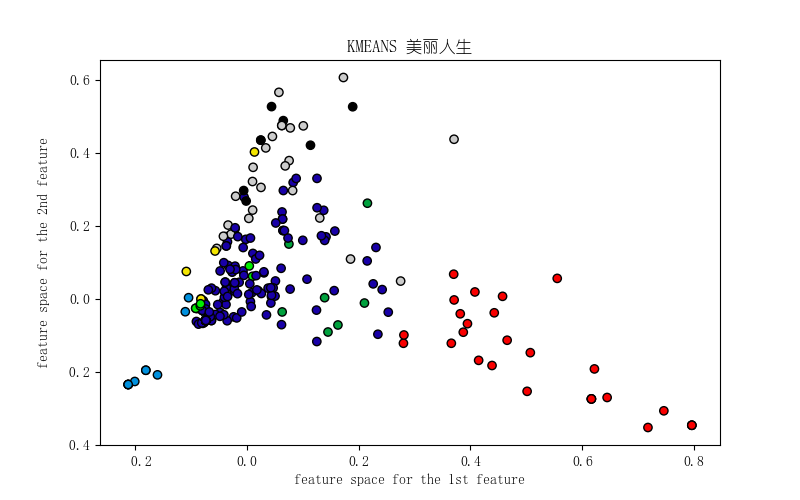 KMEANS 美丽人生
0.6
0.4
0.2
0.0
0.2
0.4
feature space for the 2nd feature
0.2 0.0 0.2 0.4 0.6 0.8
feature space for the 1st feature